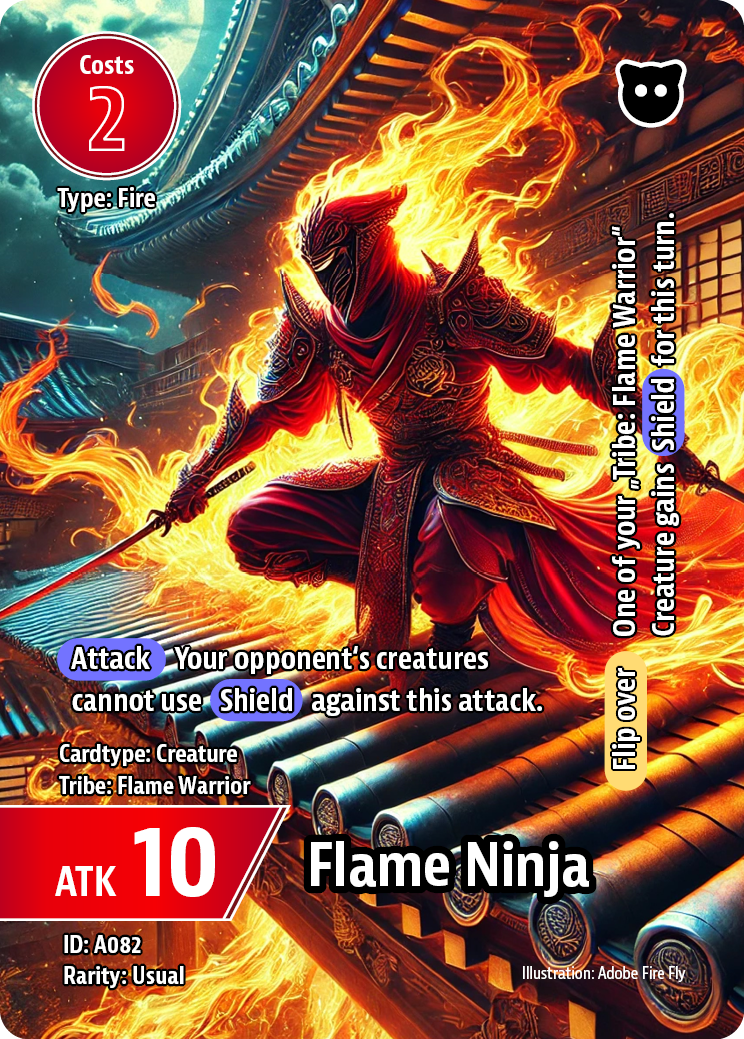 Costs
2
Type: Fire
One of your „Tribe: Flame Warrior“
Creature gains Shield for this turn.
Flip over
Attack Your opponent‘s creatures
cannot use Shield against this attack.
Cardtype: Creature
Tribe: Flame Warrior
ATK 10
Flame Ninja
ID: A082
Rarity: Usual
Illustration: Adobe Fire Fly